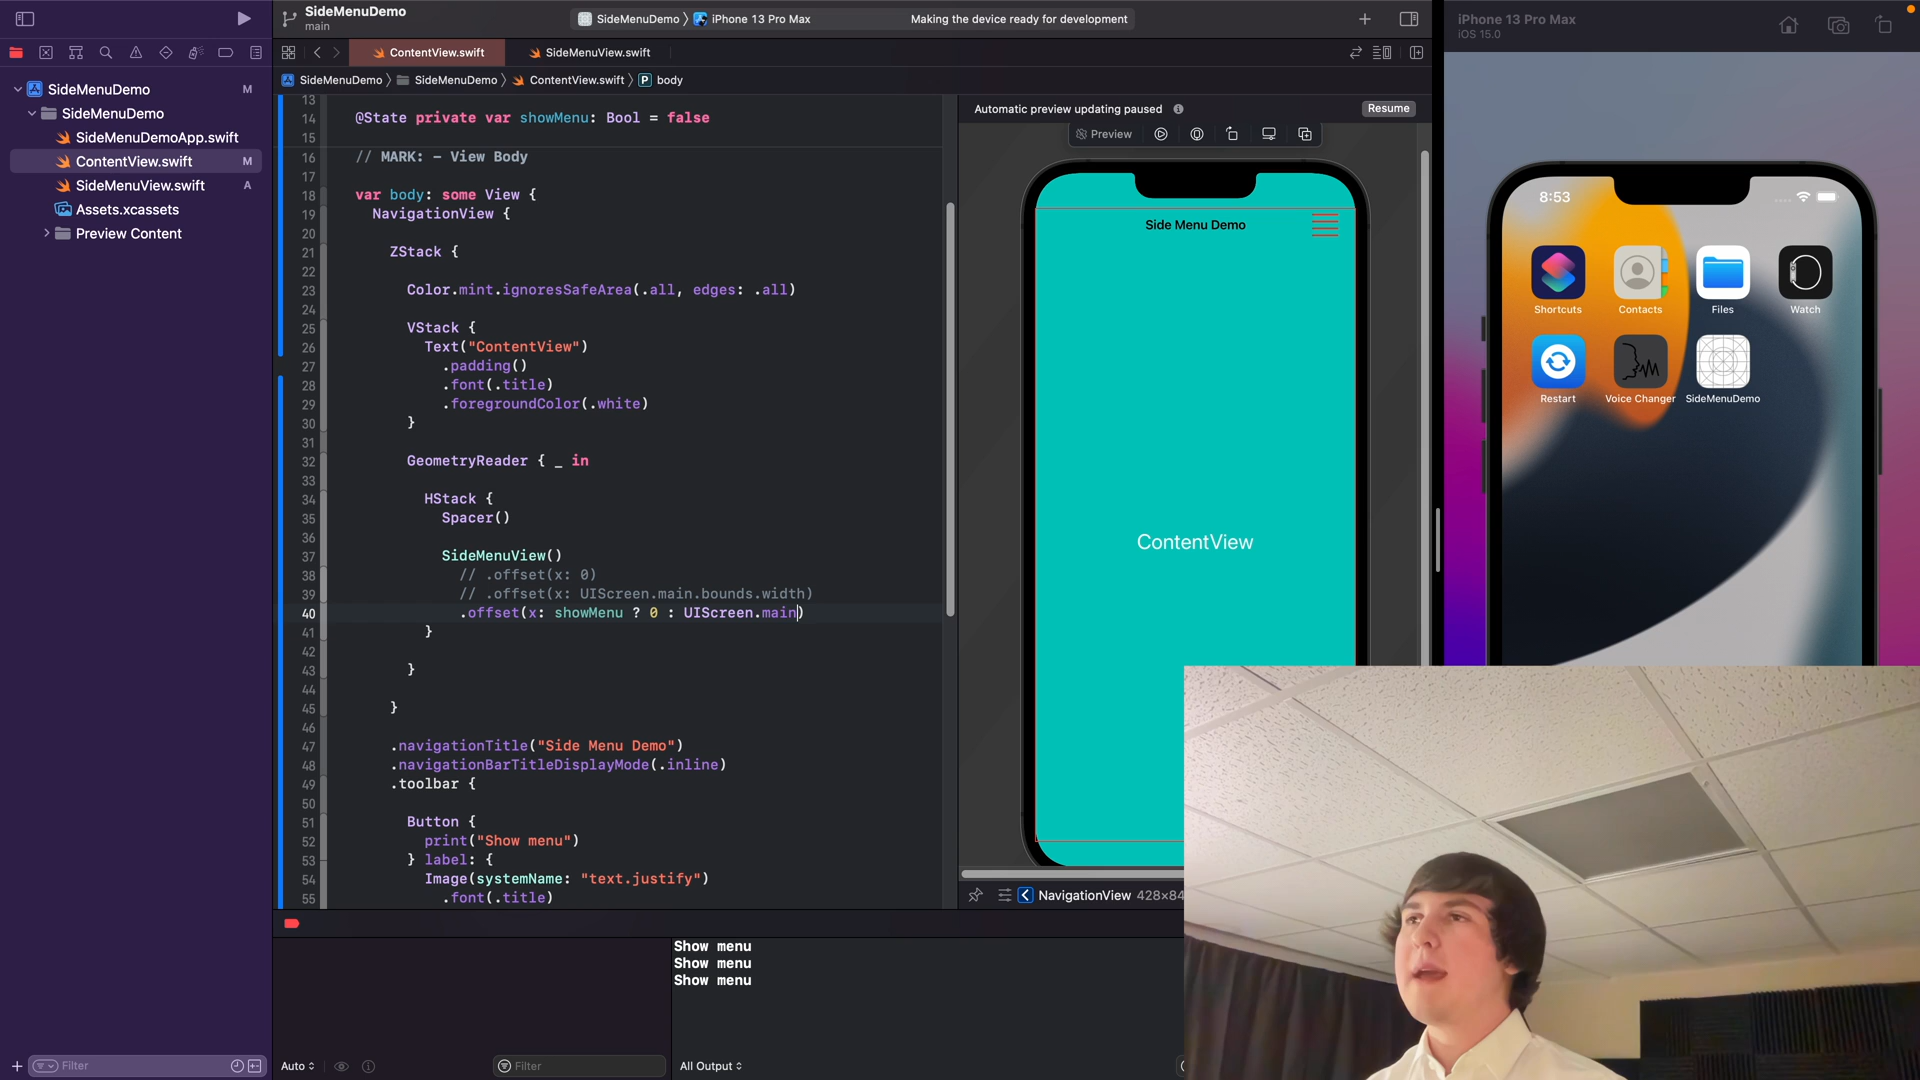 SideMenuDemo
main
SideMenuDemo
iPhone 13 Pro Max
Making the device ready for development
iPhone 13 Pro Max
iOS 15.0
ContentView.swift
SideMenuView.swift
SideMenuDemo
SideMenuDemo
ContentView.swift
P
body
SideMenuDemo
M
SideMenuDemo
SideMenuDemoApp.swift
ContentView.swift
M
SideMenuView.swift
A
Assets.xcassets
Preview Content
13
14 @State private var showMenu: Bool = false
15
16 // MARK: - View Body
17
18 var body: some View {
19 NavigationView {
20
21 ZStack {
22
23 Color.mint.ignoresSafeArea(.all, edges: .all)
24
25 VStack {
26 Text("ContentView")
27 .padding()
28 .font(.title)
29 .foregroundColor(.white)
30 }
31
32 GeometryReader { _ in
33
34 HStack {
35 Spacer()
36
37 SideMenuView()
38 // .offset(x: 0)
39 // .offset(x: UIScreen.main.bounds.width)
40 .offset(x: showMenu ? 0 : UIScreen.main)
41 }
42
43 }
44
45 }
46
47 .navigationTitle("Side Menu Demo")
48 .navigationBarTitleDisplayMode(.inline)
49 .toolbar {
50
51 Button {
52 print("Show menu")
53 } label: {
54 Image(systemName: "text.justify")
55 .font(.title)
Automatic preview updating paused
Resume
Preview
Side Menu Demo
ContentView
NavigationView 428×84
8:53
Shortcuts
Contacts
Files
Watch
Restart
Voice Changer
SideMenuDemo
Show menu
Show menu
Show menu
Filter
Auto
Filter
All Output